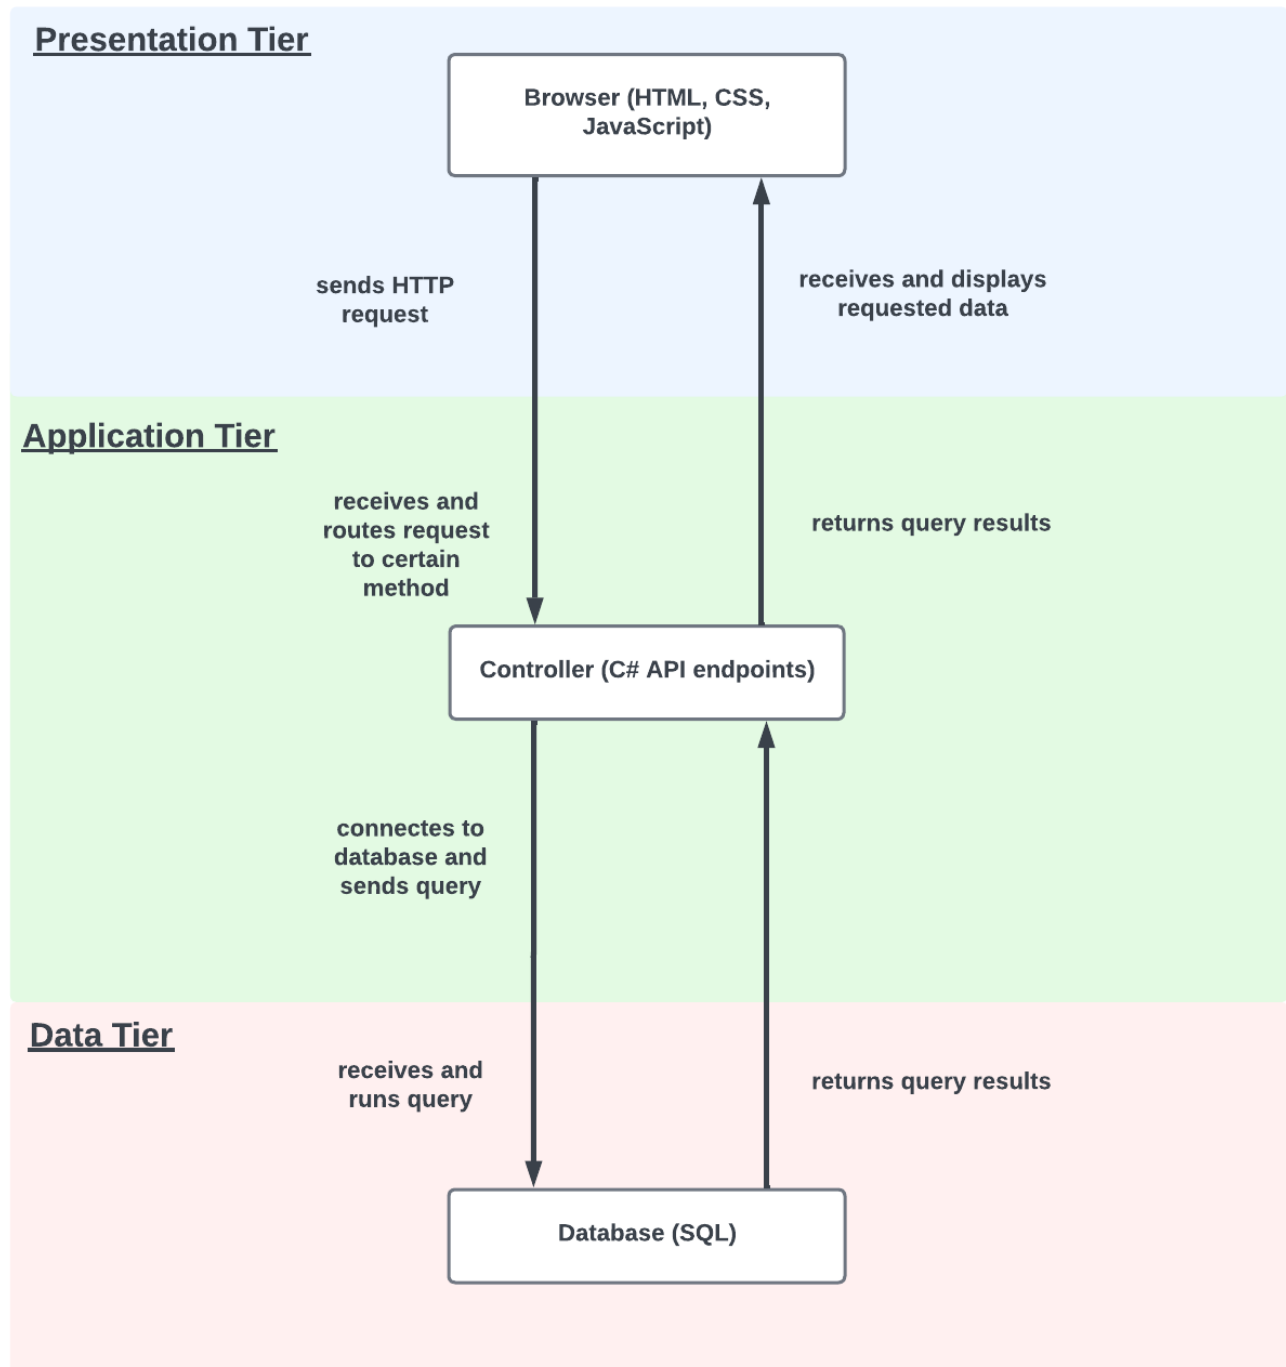 Presentation Tier
Browser (HTML, CSS,
JavaScript)
sends HTTP
request
receives and displays
requested data
Application Tier
receives and
routes request
to certain
method
returns query results
Controller (C# API endpoints)
connectes to
database and
sends query
Data Tier
receives and
runs query
returns query results
Database (SQL)